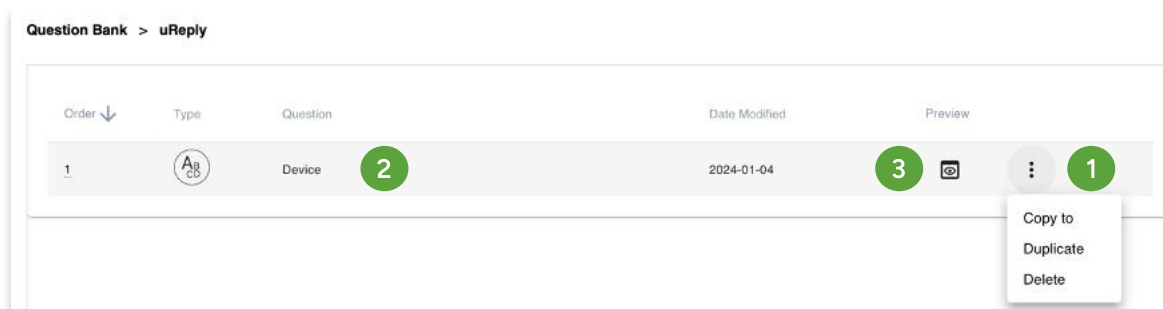 Question Bank > uReply
Order Type Question Date Modified Preview
1 ABCD Device 2 2024-01-04 3 1
Copy to
Duplicate
Delete